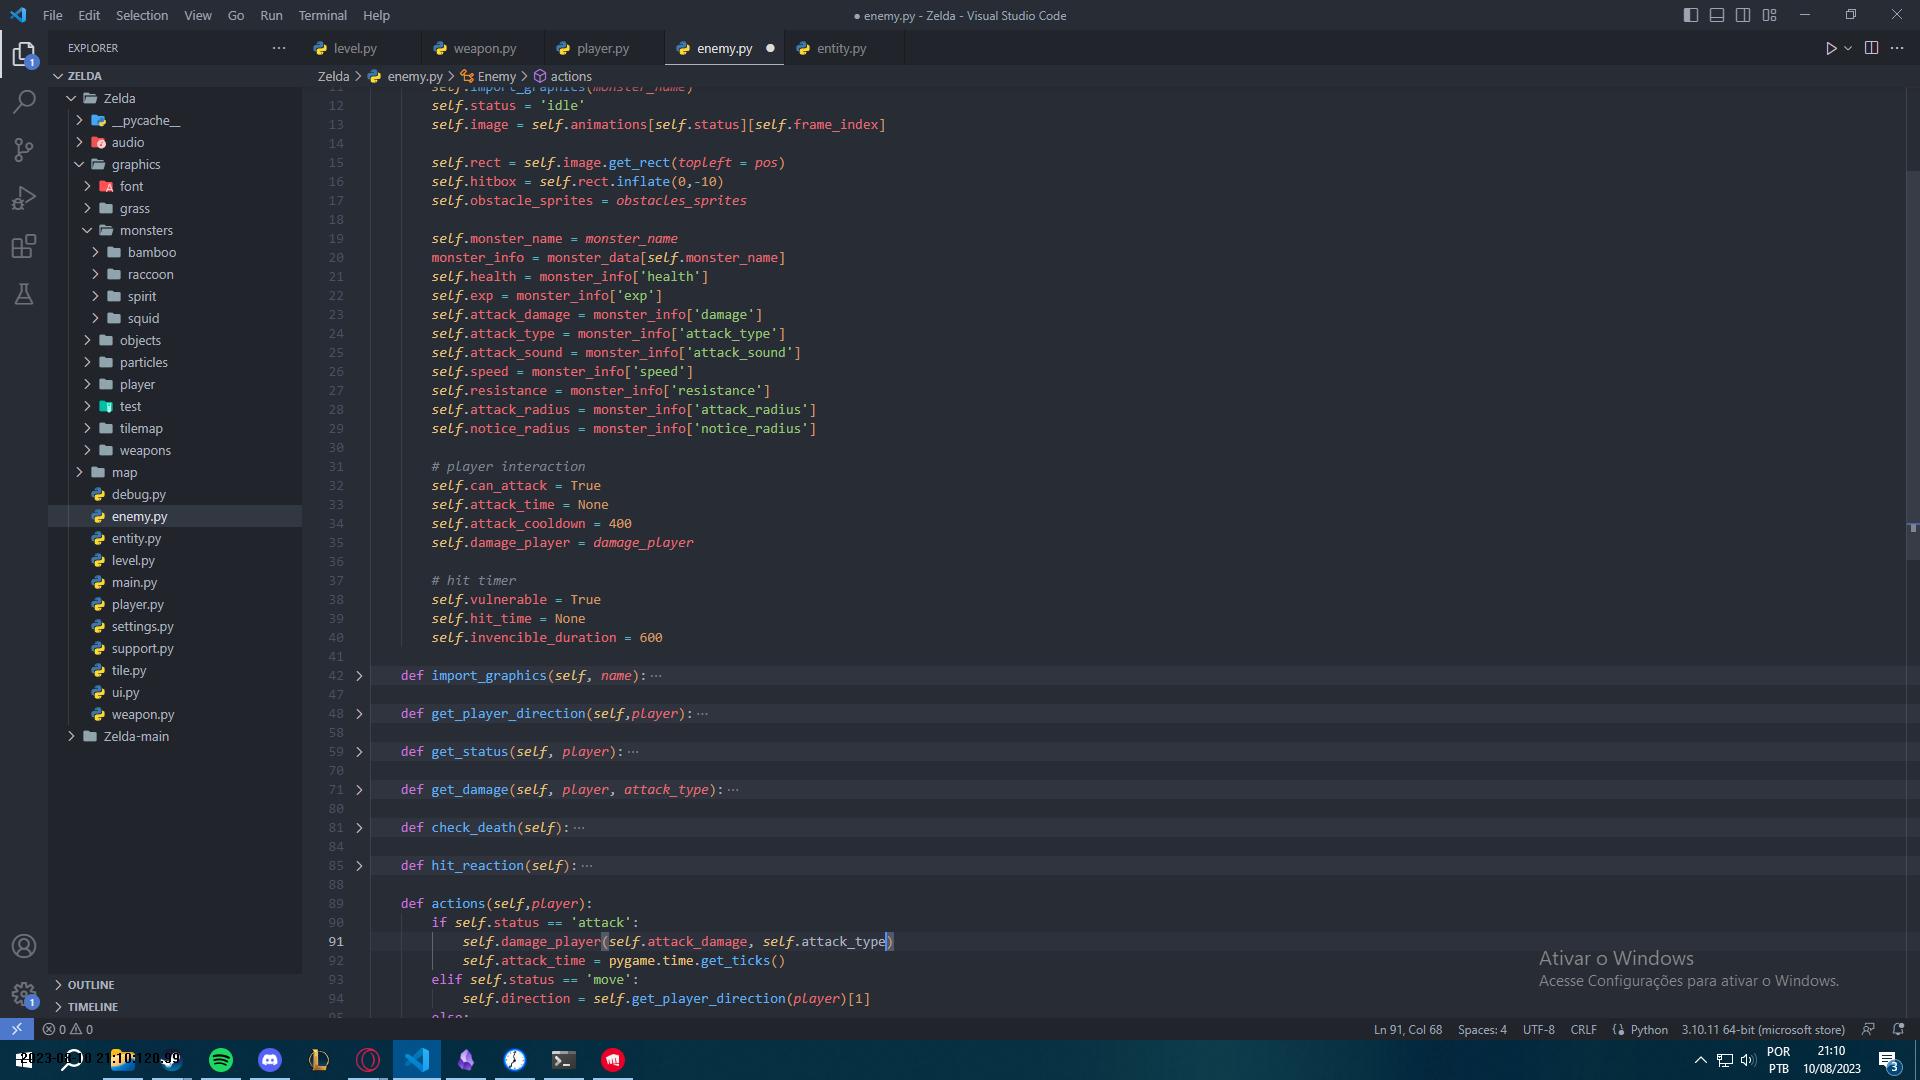 File Edit Selection View Go Run Terminal Help
● enemy.py - Zelda - Visual Studio Code
EXPLORER
level.py weapon.py player.py enemy.py entity.py
Zelda > enemy.py > Enemy > actions
ZELDA
Zelda
__pycache__
audio
graphics
font
grass
monsters
bamboo
raccoon
spirit
squid
objects
particles
player
test
tilemap
weapons
map
debug.py
enemy.py
entity.py
level.py
main.py
player.py
settings.py
support.py
tile.py
ui.py
weapon.py
Zelda-main
OUTLINE
TIMELINE
11 self.import_graphics(monster_name)
12 self.status = 'idle'
13 self.image = self.animations[self.status][self.frame_index]
14
15 self.rect = self.image.get_rect(topleft = pos)
16 self.hitbox = self.rect.inflate(0,-10)
17 self.obstacle_sprites = obstacles_sprites
18
19 self.monster_name = monster_name
20 monster_info = monster_data[self.monster_name]
21 self.health = monster_info['health']
22 self.exp = monster_info['exp']
23 self.attack_damage = monster_info['damage']
24 self.attack_type = monster_info['attack_type']
25 self.attack_sound = monster_info['attack_sound']
26 self.speed = monster_info['speed']
27 self.resistance = monster_info['resistance']
28 self.attack_radius = monster_info['attack_radius']
29 self.notice_radius = monster_info['notice_radius']
30
31 # player interaction
32 self.can_attack = True
33 self.attack_time = None
34 self.attack_cooldown = 400
35 self.damage_player = damage_player
36
37 # hit timer
38 self.vulnerable = True
39 self.hit_time = None
40 self.invencible_duration = 600
41
42 def import_graphics(self, name):···
47
48 def get_player_direction(self,player):···
58
59 def get_status(self, player):···
70
71 def get_damage(self, player, attack_type):···
80
81 def check_death(self):···
84
85 def hit_reaction(self):···
88
89 def actions(self,player):
90 if self.status == 'attack':
91 self.damage_player(self.attack_damage, self.attack_type)
92 self.attack_time = pygame.time.get_ticks()
93 elif self.status == 'move':
94 self.direction = self.get_player_direction(player)[1]
95 else:
Ativar o Windows
Acesse Configurações para ativar o Windows.
0 0
Ln 91, Col 68 Spaces: 4 UTF-8 CRLF Python 3.10.11 64-bit (microsoft store)
POR
PTB
21:10
10/08/2023
3